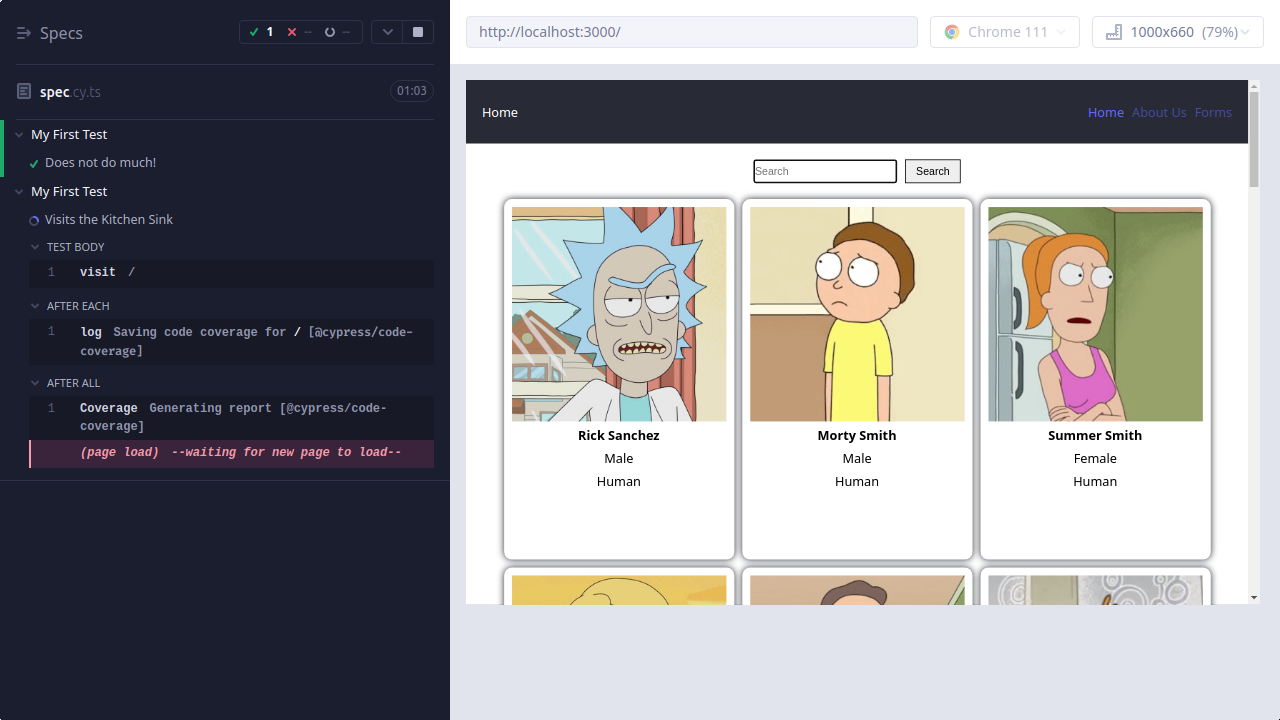 Specs
1 -- --
spec.cy.ts
01:03
My First Test
Does not do much!
My First Test
Visits the Kitchen Sink
TEST BODY
1 visit /
AFTER EACH
1 log Saving code coverage for / [@cypress/code-
coverage]
AFTER ALL
1 Coverage Generating report [@cypress/code-
coverage]
(page load) --waiting for new page to load--
http://localhost:3000/
Chrome 111
1000x660 (79%)
Home
Home About Us Forms
Search Search
Rick Sanchez
Male
Human
Morty Smith
Male
Human
Summer Smith
Female
Human